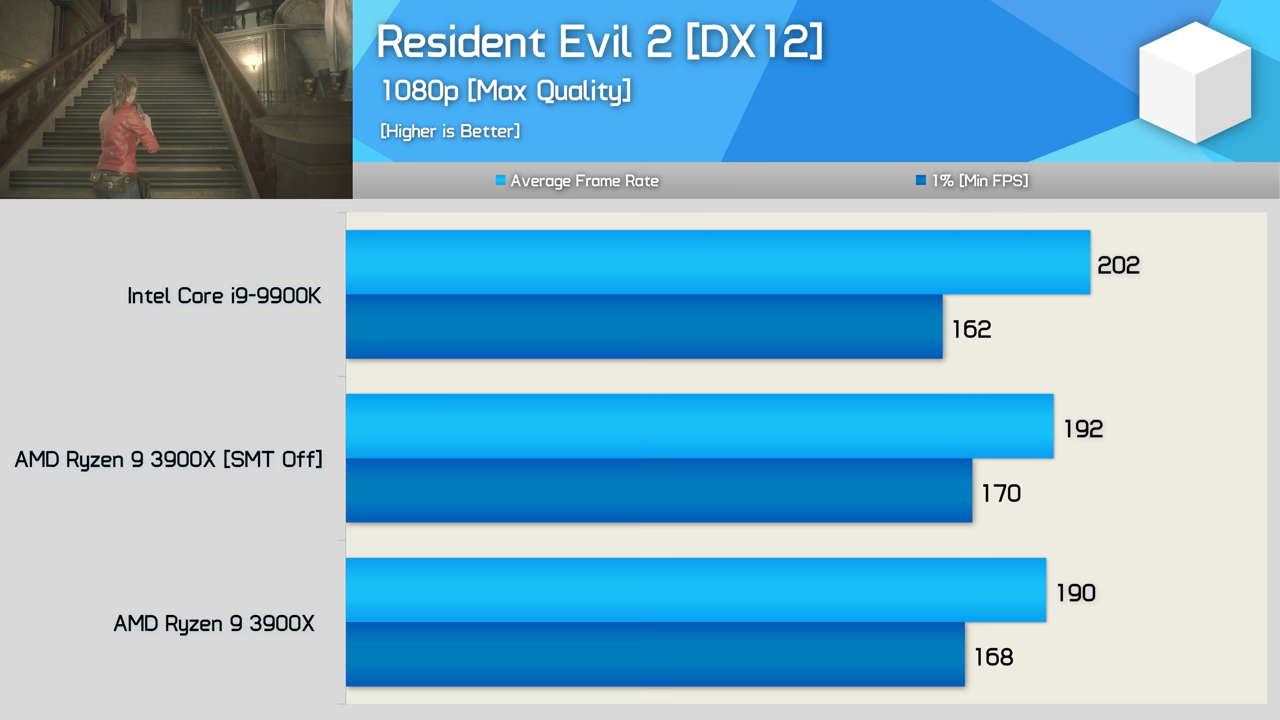 Resident Evil 2 [DX12]
1080p [Max Quality]
[Higher is Better]
Average Frame Rate
1% [Min FPS]
Intel Core i9-9900K
202
162
AMD Ryzen 9 3900X [SMT Off]
192
170
AMD Ryzen 9 3900X
190
168